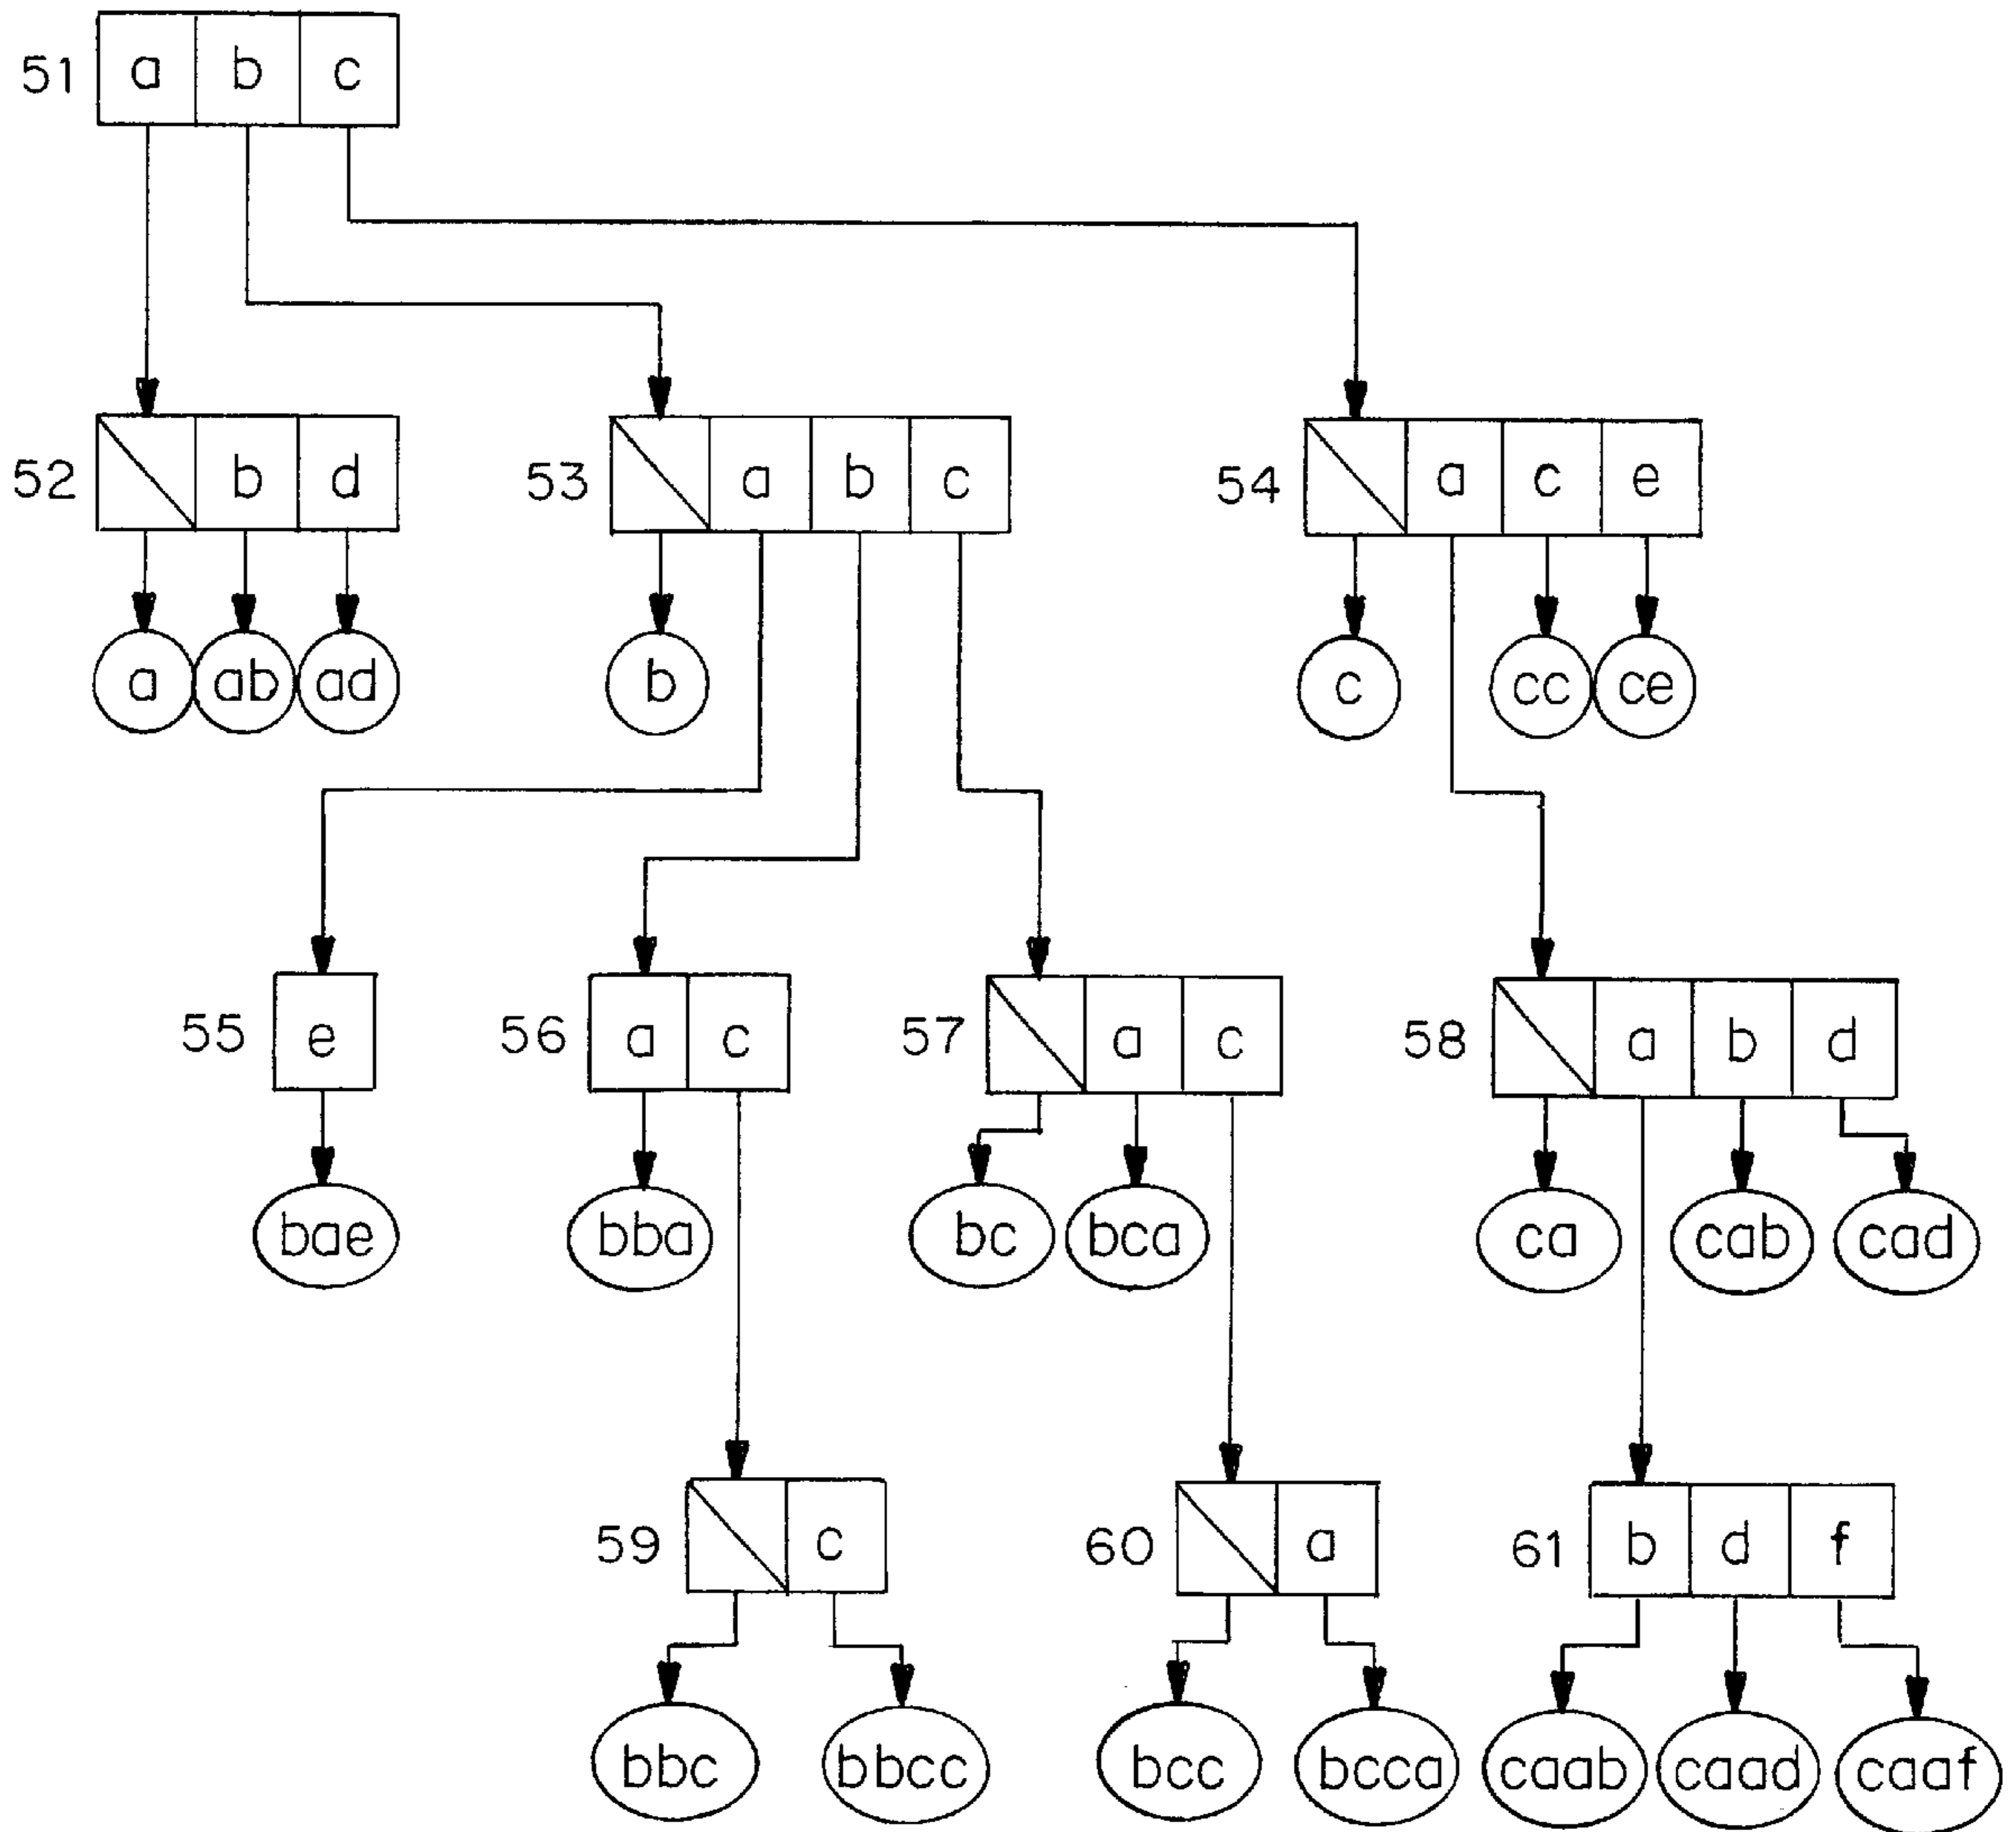 51 a b c
52 b d
53 a b c
54 a c e
a ab ad
b
c cc ce
55 e
56 a c
57 a c
58 a b d
bae
bba
bc bca
ca cab cad
59 c
60 a
61 b d f
bbc bbcc
bcc bcca
caab caad caaf